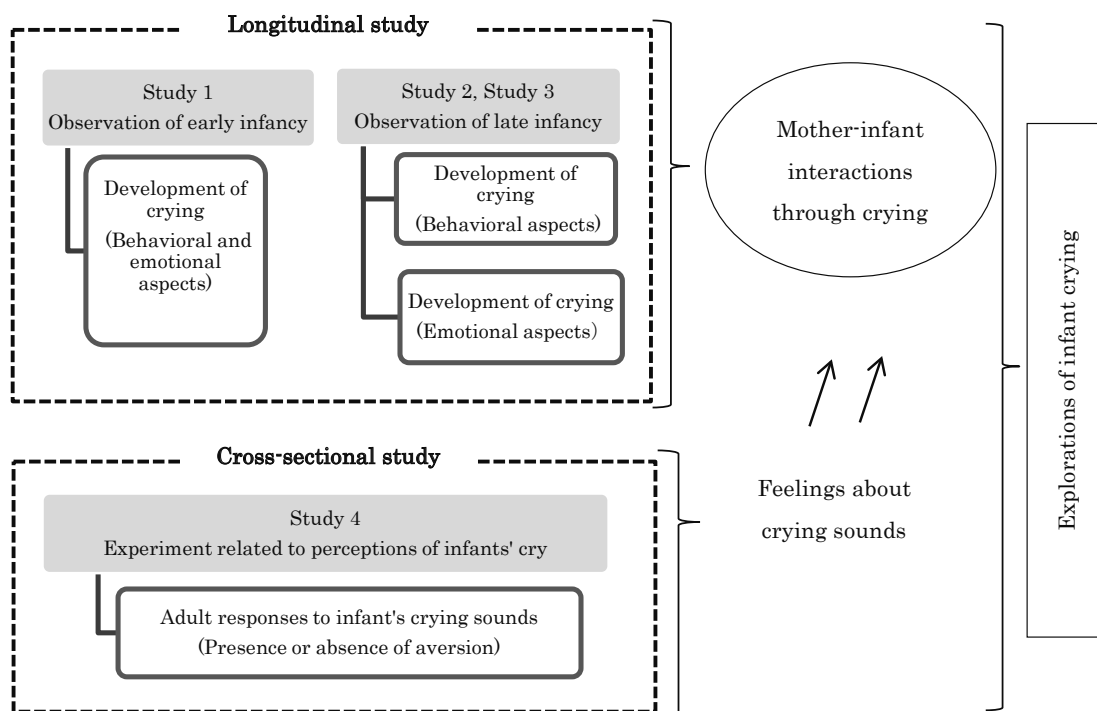 Longitudinal study
Study 1
Observation of early infancy
Development of
crying
(Behavioral and
emotional
aspects)
Study 2, Study 3
Observation of late infancy
Development of
crying
(Behavioral aspects)
Development of crying
(Emotional aspects)
Mother-infant
interactions
through crying
Explorations of infant crying
Cross-sectional study
Study 4
Experiment related to perceptions of infants' cry
Adult responses to infant's crying sounds
(Presence or absence of aversion)
Feelings about
crying sounds